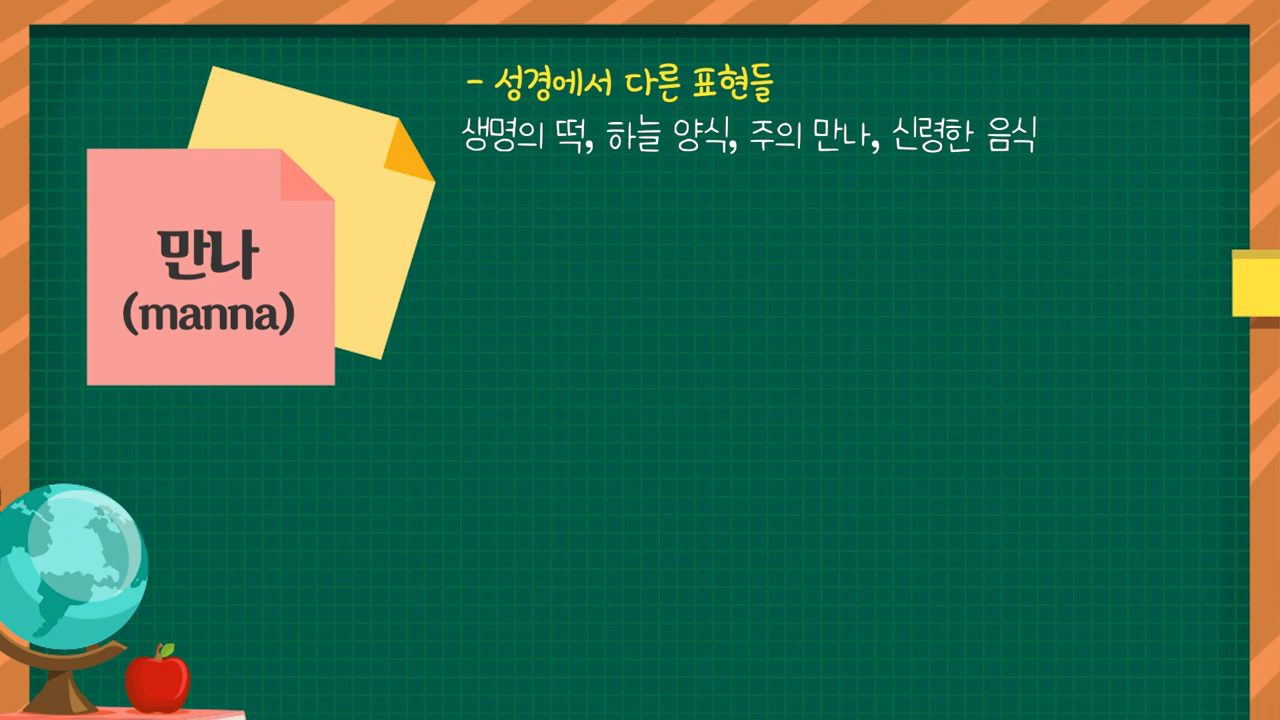 만나
(manna)
- 성경에서 다른 표현들
생명의 떡, 하늘 양식, 주의 만나, 신령한 음식